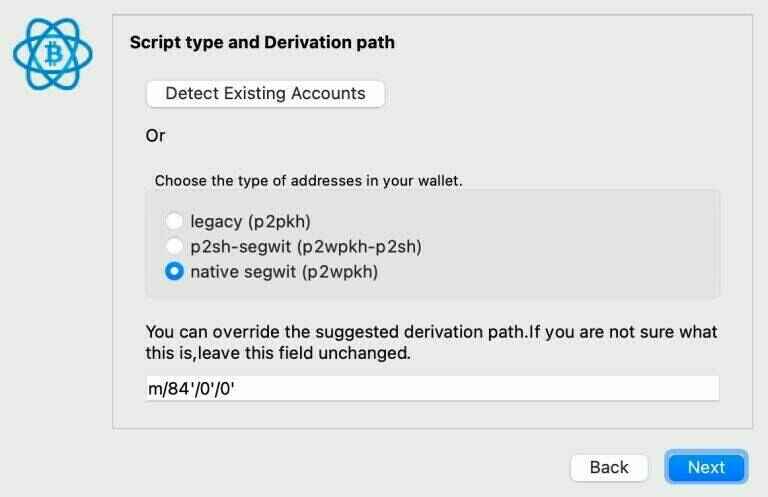 Script type and Derivation path
Detect Existing Accounts
Or
Choose the type of addresses in your wallet.
legacy (p2pkh)
p2sh-segwit (p2wpkh-p2sh)
native segwit (p2wpkh)
You can override the suggested derivation path.If you are not sure what
this is,leave this field unchanged.
m/84'/0'/0'
Back
Next